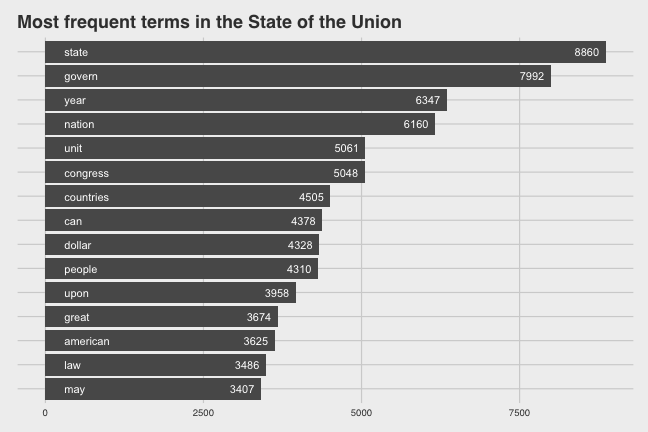 Most frequent terms in the State of the Union
state 8860
govern 7992
year 6347
nation 6160
unit 5061
congress 5048
countries 4505
can 4378
dollar 4328
people 4310
upon 3958
great 3674
american 3625
law 3486
may 3407
0 2500 5000 7500